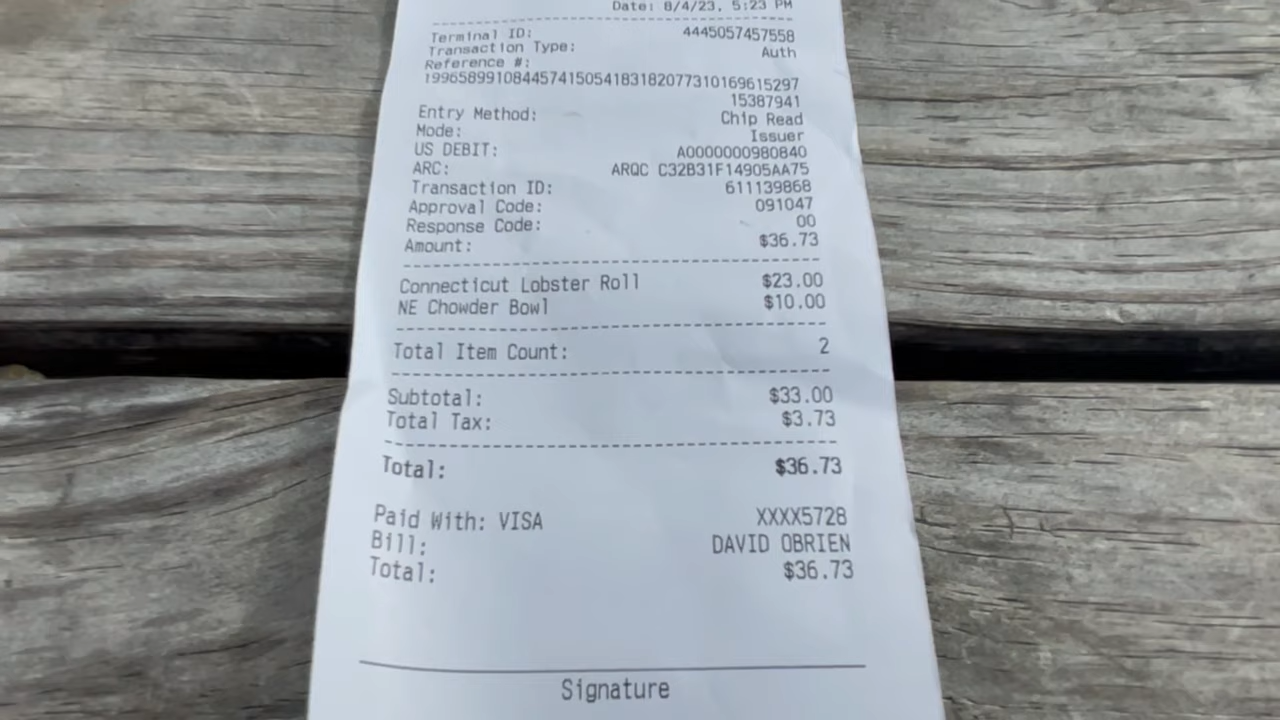 Date: 8/4/23, 5:23 PM
Terminal ID: 4445057457558
Transaction Type: Auth
Reference #:
19965899108445741505418318207731016961529​7
15387941
Entry Method: Chip Read
Mode: Issuer
US DEBIT: A0000000980840
ARC: ARQC C32B31F14905AA75
Transaction ID: 611139868
Approval Code: 091047
Response Code: 00
Amount: $36.73
Connecticut Lobster Roll $23.00
NE Chowder Bowl $10.00
Total Item Count: 2
Subtotal: $33.00
Total Tax: $3.73
Total: $36.73
Paid With: VISA XXXX5728
Bill: DAVID OBRIEN
Total: $36.73
Signature